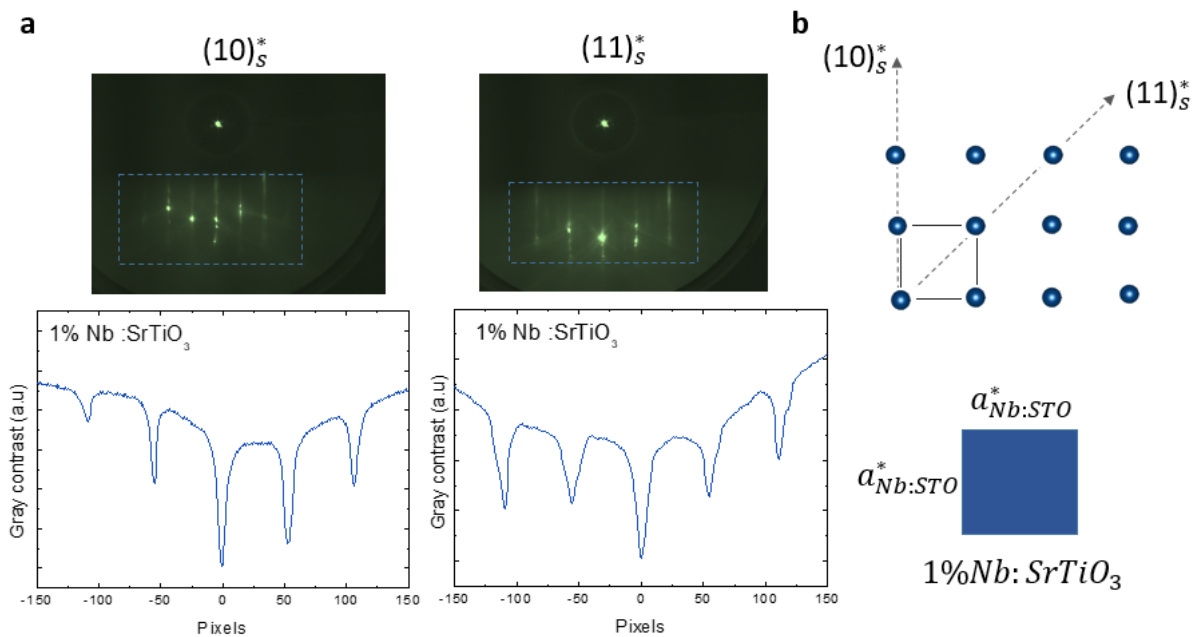 a
(10)*s
(11)*s
1% Nb :SrTiO3
Gray contrast (a.u)
-150 -100 -50 0 50 100 150
Pixels
1% Nb :SrTiO3
Gray contrast (a.u)
-150 -100 -50 0 50 100 150
Pixels
b
(10)*s
(11)*s
a*Nb:STO
a*Nb:STO
1%Nb: SrTiO3